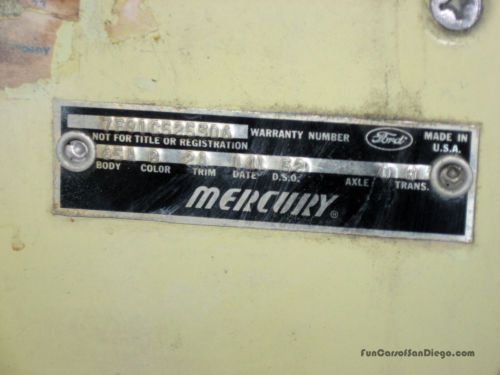 WARRANTY NUMBER Ford MADE IN U.S.A.
NOT FOR TITLE OR REGISTRATION
BODY COLOR TRIM DATE D.S.O. AXLE TRANS.
MERCURY®
FunCarsofSanDiego.com